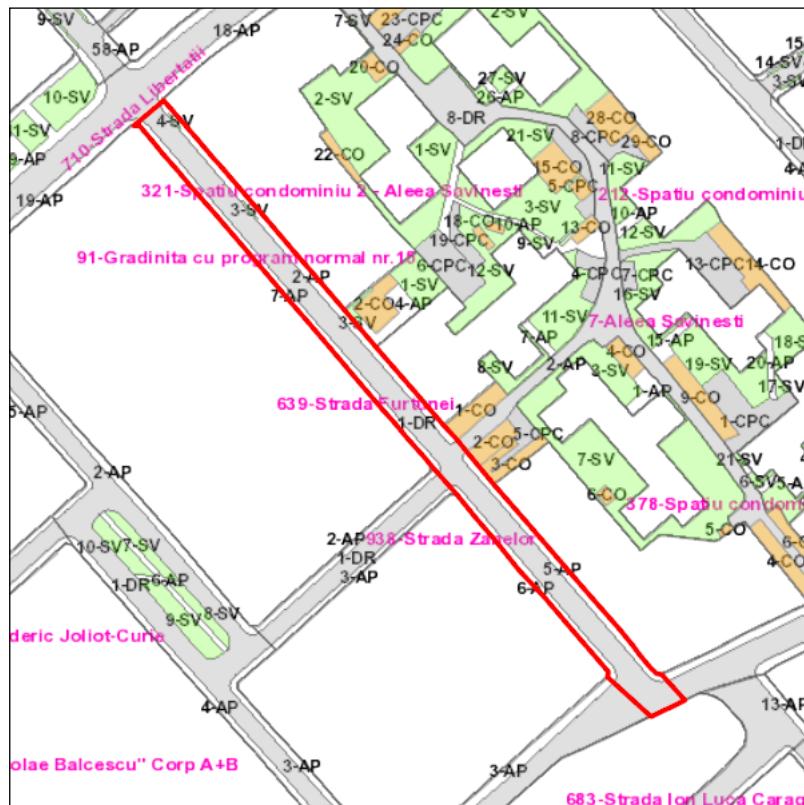 9-SV
58-AP
18-AP
7-SV
23-CPC
24-CO
2-SV
20-CO
10-SV
2-SV
27-SV
26-AP
14-SV
3-S
710-Strada Libertatii
4-SV
8-DR
28-CO
8-CPC
29-CO
1-D
1-SV
9-AP
22-CO
1-SV
21-SV
15-CO
5-CPC
11-SV
19-AP
321-Spatiu condominiu 2 - Aleea Savinesti
212-Spatiu condominiu
3-SV
3-SV
10-AP
18-CO
10-AP
13-CO
12-SV
19-CPC
9-SV
91-Gradinita cu program normal nr.15
6-CPC
12-SV
4-CPC
7-CPC
13-CPC
14-CO
2-AP
7-AP
1-SV
16-SV
2-CO
4-AP
3-SV
11-SV
7-AP
7-Aleea Savinesti
15-AP
18-S
4-CO
2-AP
3-SV
19-SV
20-AP
8-SV
1-AP
17-SV
9-CO
639-Strada Furtunei
1-CO
1-DR
5-AP
1-CPC
2-CO
5-CPC
3-CO
7-SV
21-SV
2-AP
6-SV
5-A
6-CO
378-Spatiu condom
5-CO
2-AP
938-Strada Zanelor
1-DR
3-AP
10-SV
7-SV
6-AP
1-DR
9-SV
8-SV
5-AP
6-AP
4-CO
deric Joliot-Curie
4-AP
13-AP
olae Balcescu" Corp A+B
3-AP
3-AP
683-Strada Ion Luca Carag